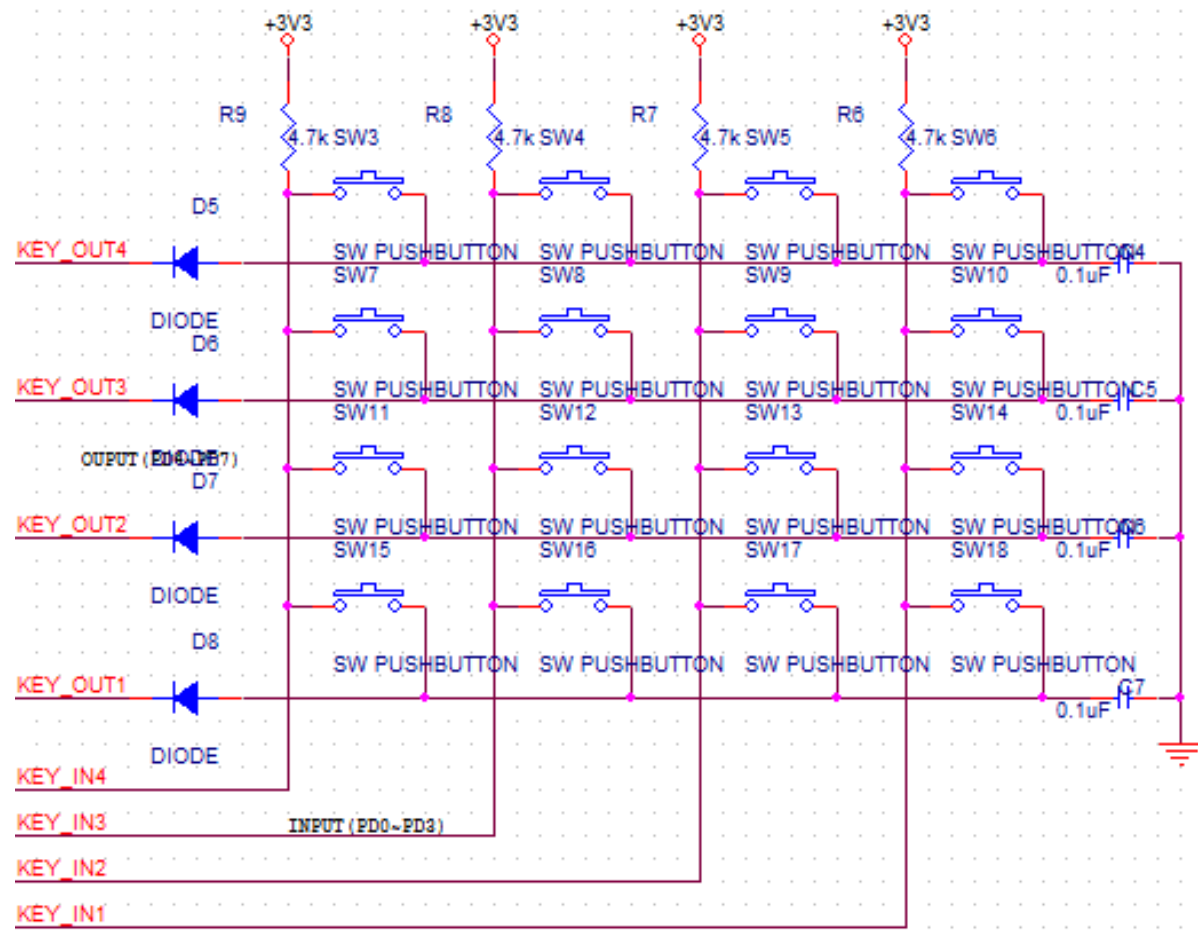 +3V3 +3V3 +3V3 +3V3
R9 R8 R7 R6
4.7k SW3 4.7k SW4 4.7k SW5 4.7k SW6
D5
KEY_OUT4 SW PUSHBUTTON SW PUSHBUTTON SW PUSHBUTTON SW PUSHBUTTON
SW7 SW8 SW9 SW10 0.1uF
DIODE
D6
KEY_OUT3 SW PUSHBUTTON SW PUSHBUTTON SW PUSHBUTTON SW PUSHBUTTON C5
SW11 SW12 SW13 SW14 0.1uF
D7
KEY_OUT2 SW PUSHBUTTON SW PUSHBUTTON SW PUSHBUTTON SW PUSHBUTTON
SW15 SW16 SW17 SW18 0.1uF
DIODE
D8
SW PUSHBUTTON SW PUSHBUTTON SW PUSHBUTTON SW PUSHBUTTON
KEY_OUT1 C7
0.1uF
DIODE
KEY_IN4
KEY_IN3 INPUT(PD0~PD3)
KEY_IN2
KEY_IN1